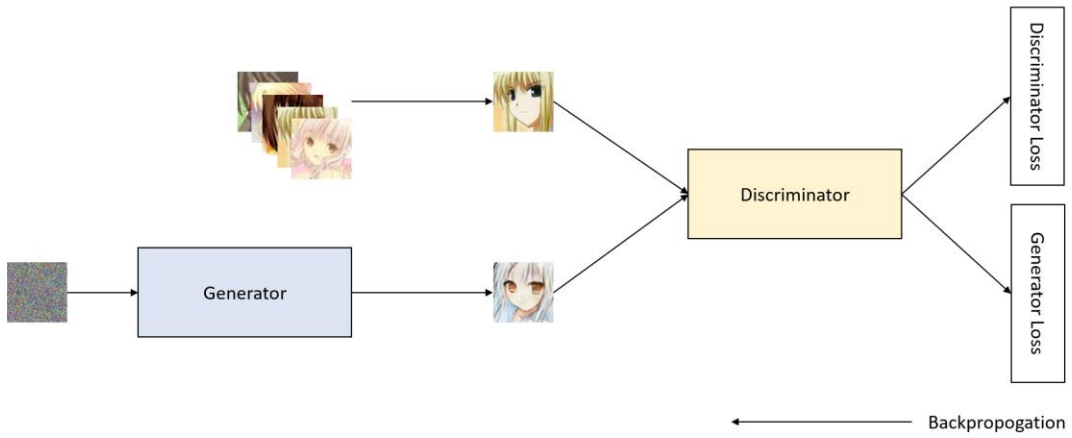 Discriminator Loss
Discriminator
Generator
Generator Loss
Backpropogation